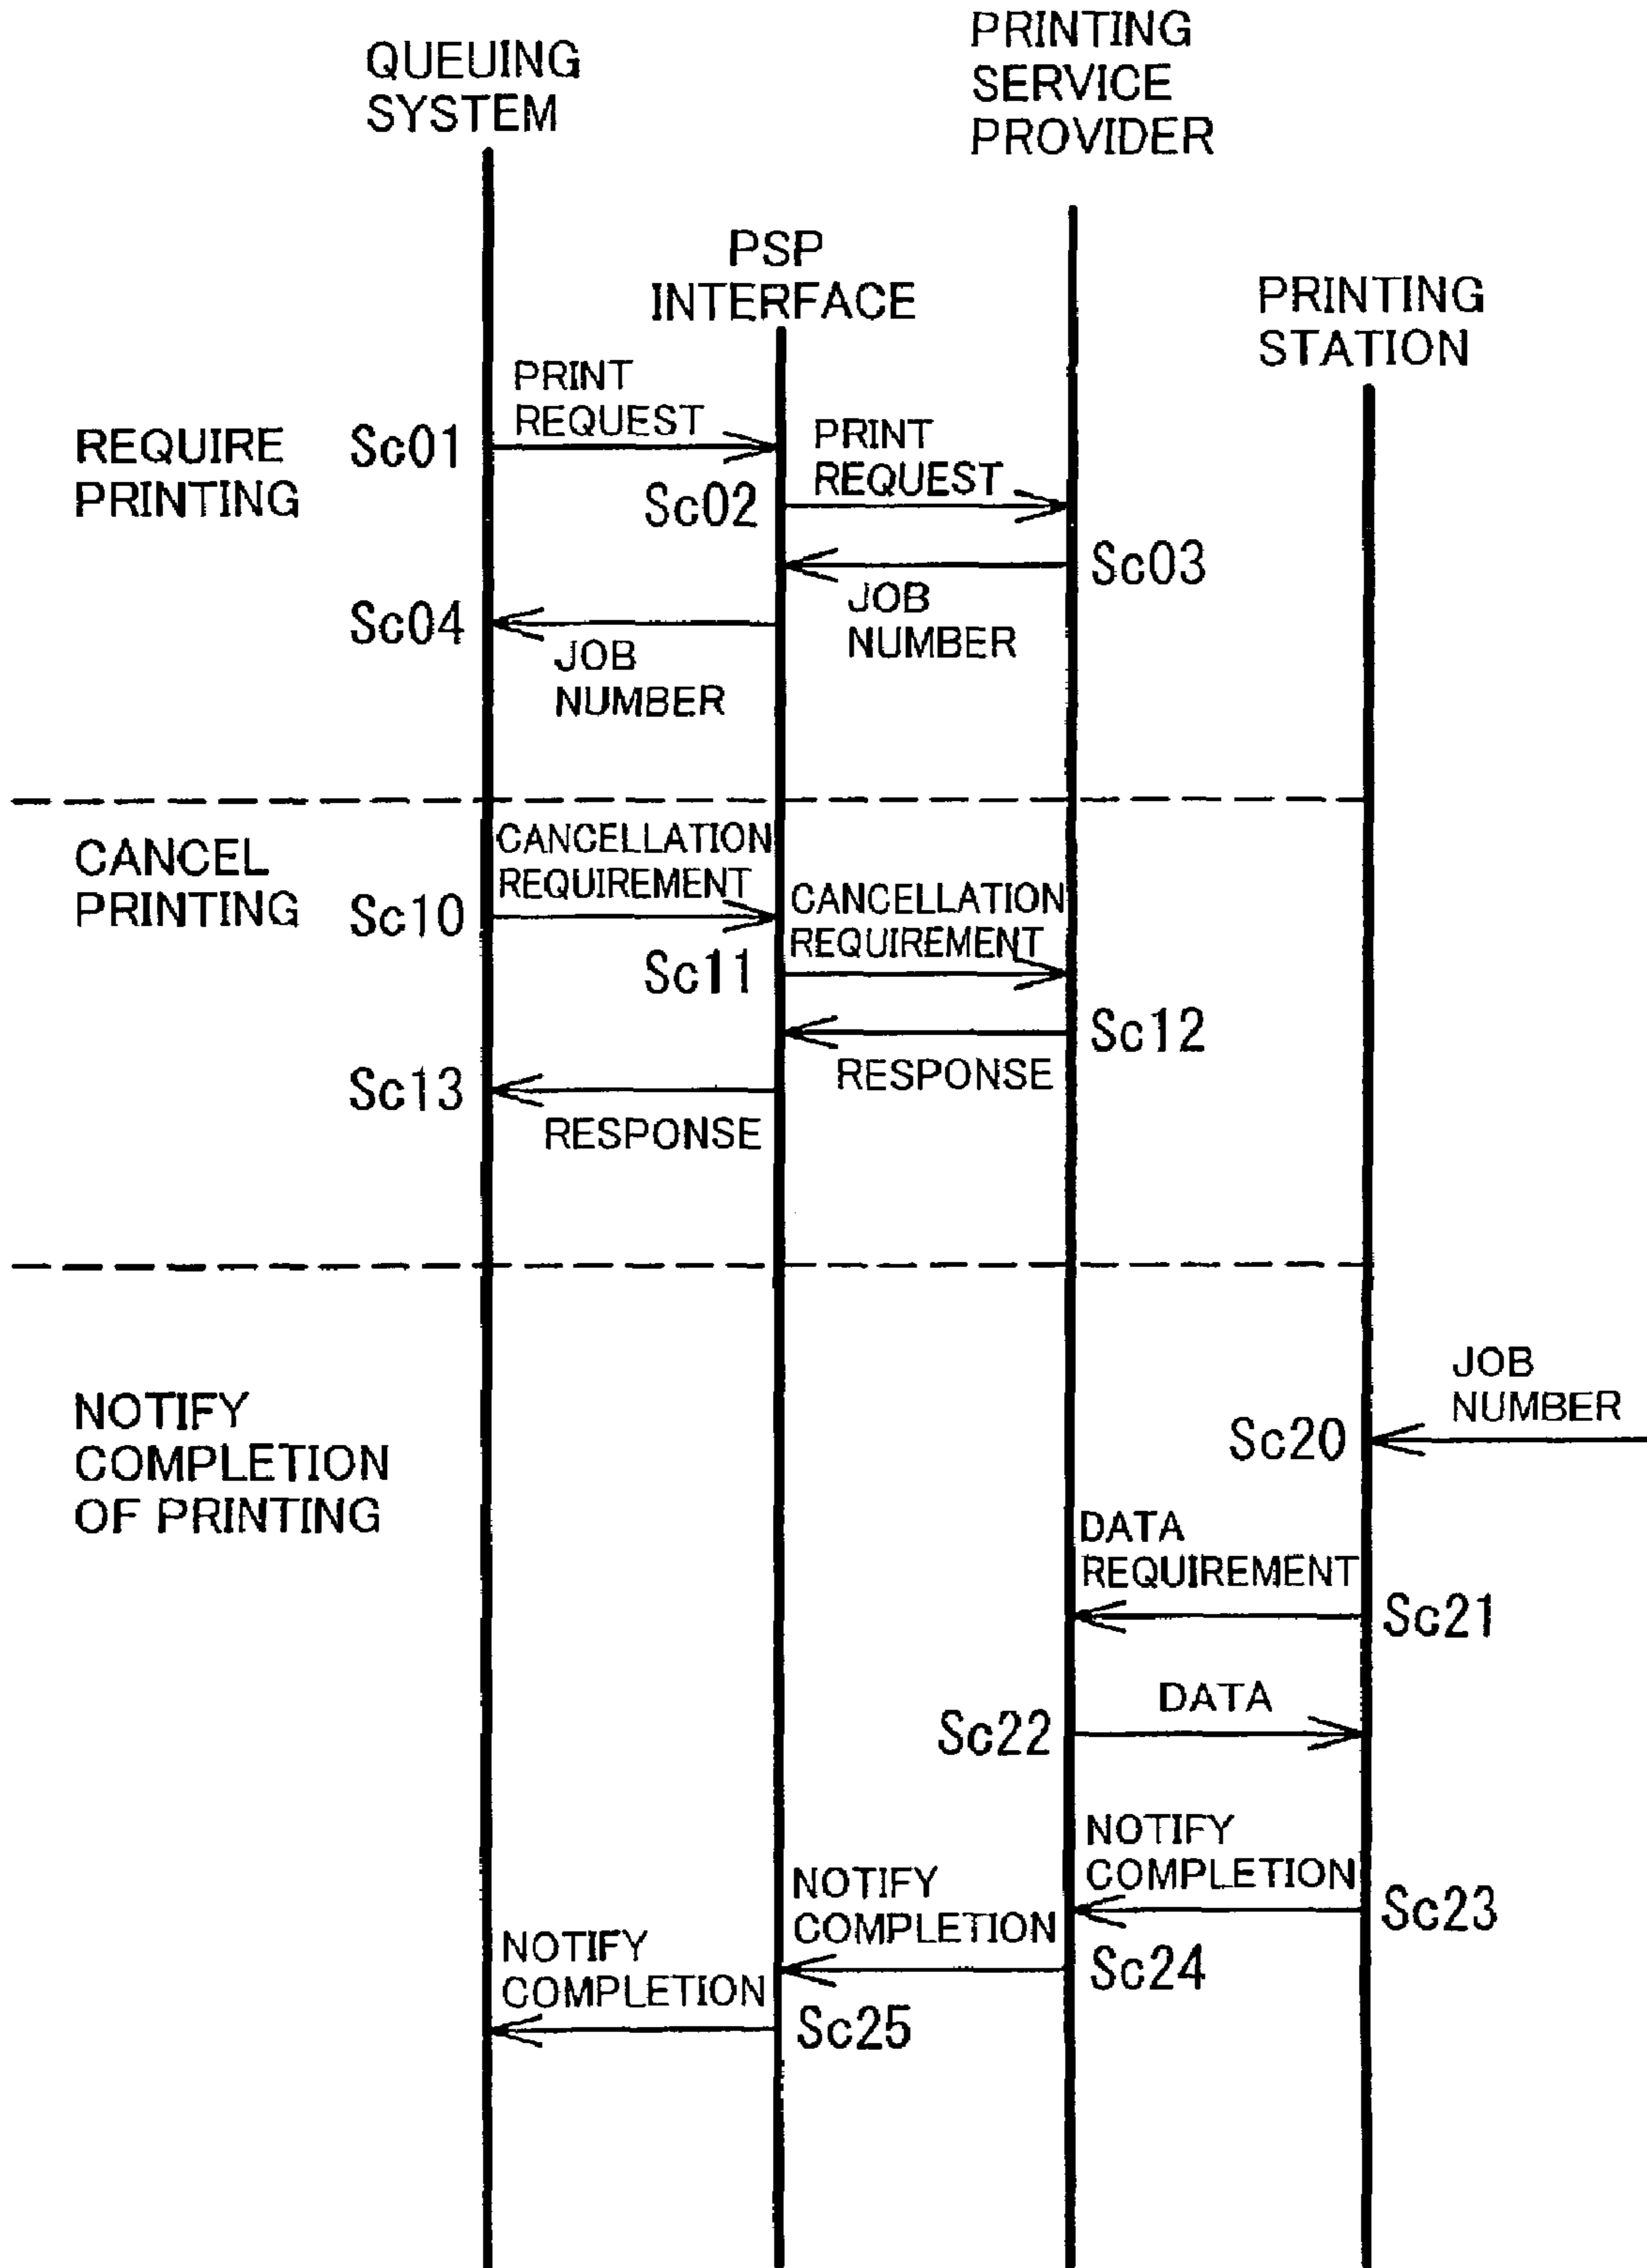 QUEUING
SYSTEM
PRINTING
SERVICE
PROVIDER
PSP
INTERFACE
PRINTING
STATION
REQUIRE
PRINTING
Sc01
PRINT
REQUEST
Sc02
PRINT
REQUEST
Sc03
JOB
NUMBER
Sc04
JOB
NUMBER
CANCEL
PRINTING
Sc10
CANCELLATION
REQUIREMENT
Sc11
CANCELLATION
REQUIREMENT
Sc12
RESPONSE
Sc13
RESPONSE
NOTIFY
COMPLETION
OF PRINTING
JOB
NUMBER
Sc20
DATA
REQUIREMENT
Sc21
Sc22
DATA
NOTIFY
COMPLETION
Sc23
NOTIFY
COMPLETION
Sc24
NOTIFY
COMPLETION
Sc25